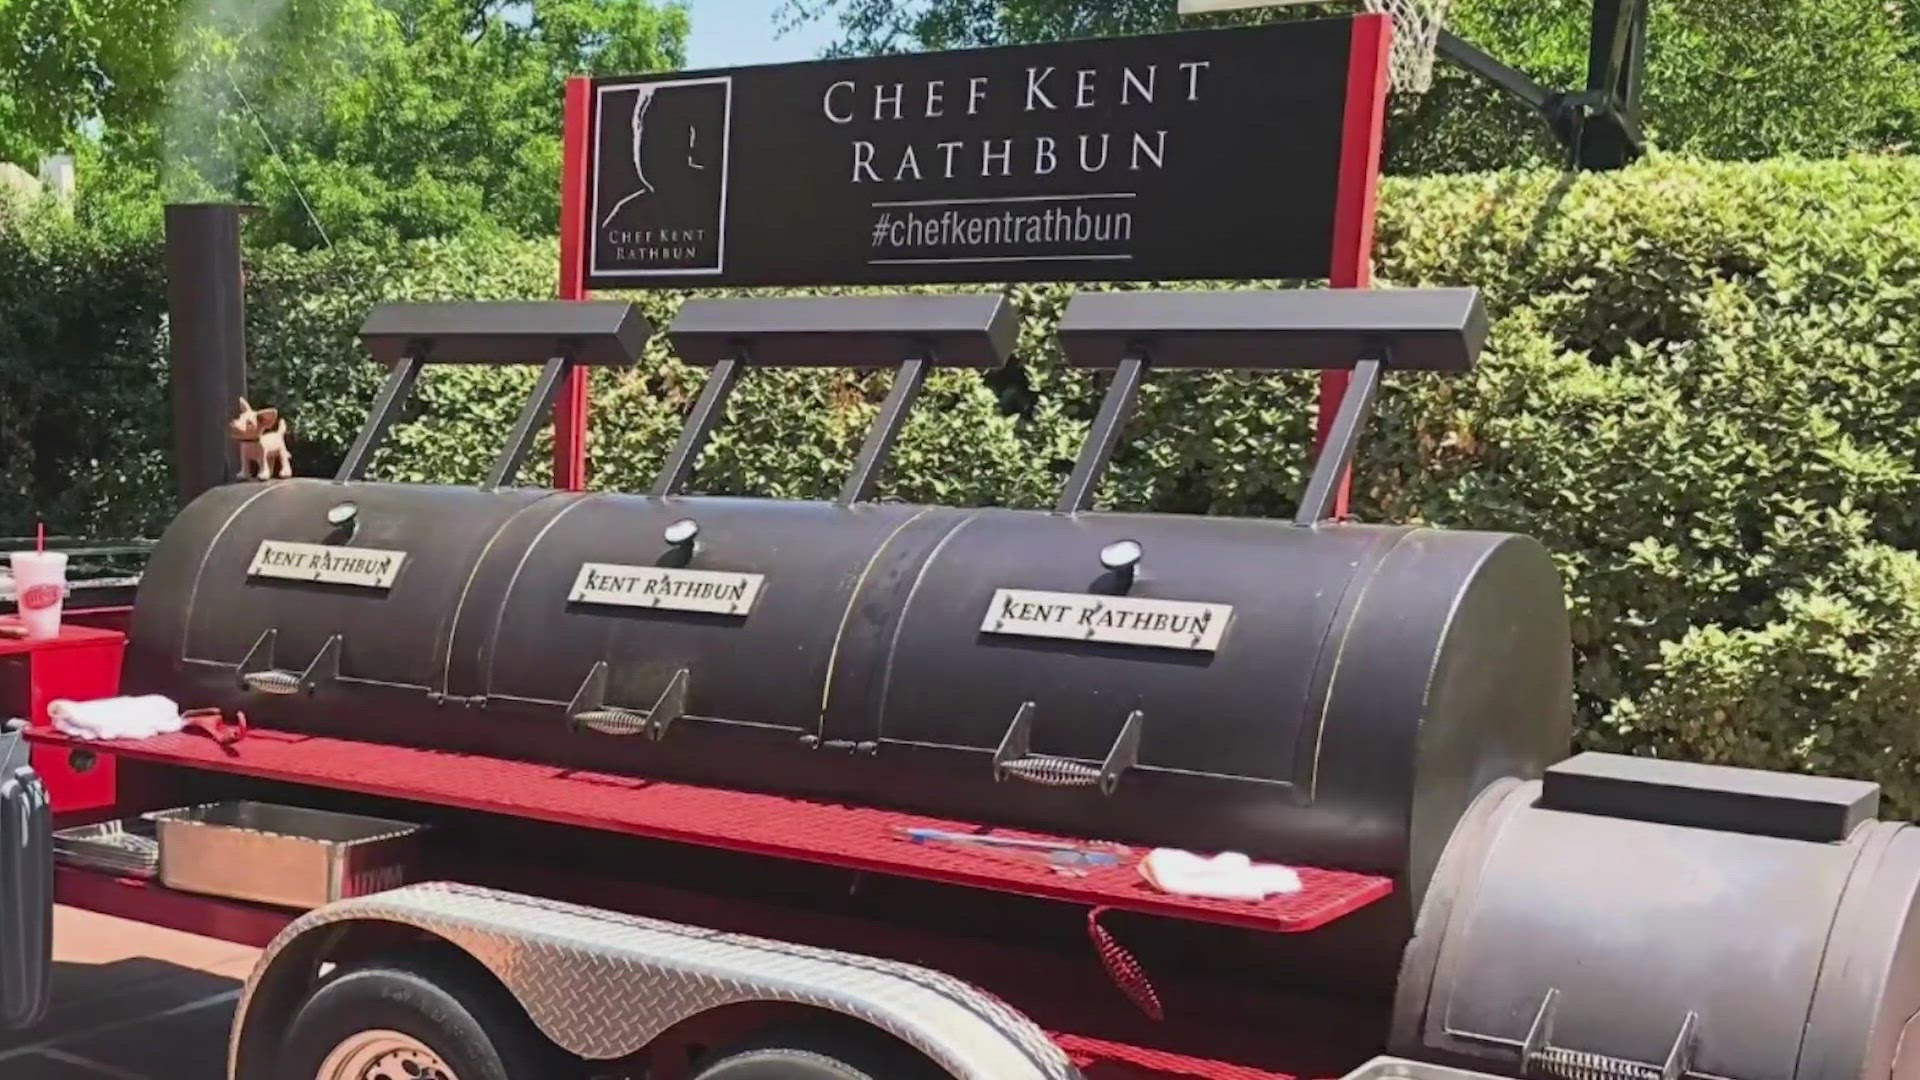 CHEF KENT
RATHBUN
#chefkentrathbun
CHEF KENT
RATHBUN
KENT RATHBUN
KENT RATHBUN
KENT RATHBUN